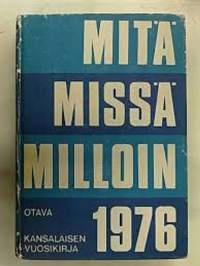 MITÄ
MISSÄ
MILLOIN
OTAVA
1976
KANSALAISEN
VUOSIKIRJA